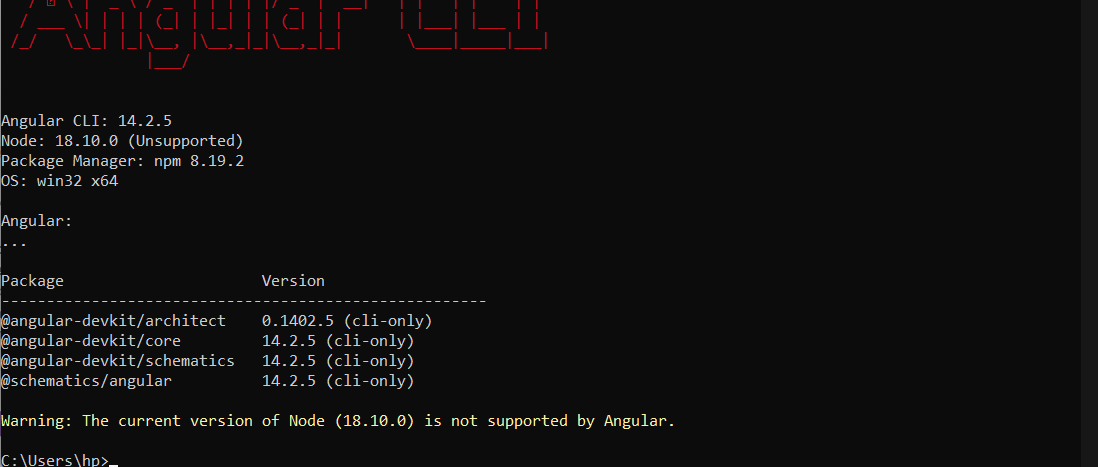 Angular CLI: 14.2.5
Node: 18.10.0 (Unsupported)
Package Manager: npm 8.19.2
OS: win32 x64
Angular:
...
Package Version
------------------------------------------------------
@angular-devkit/architect 0.1402.5 (cli-only)
@angular-devkit/core 14.2.5 (cli-only)
@angular-devkit/schematics 14.2.5 (cli-only)
@schematics/angular 14.2.5 (cli-only)
Warning: The current version of Node (18.10.0) is not supported by Angular.
C:\Users\hp>_